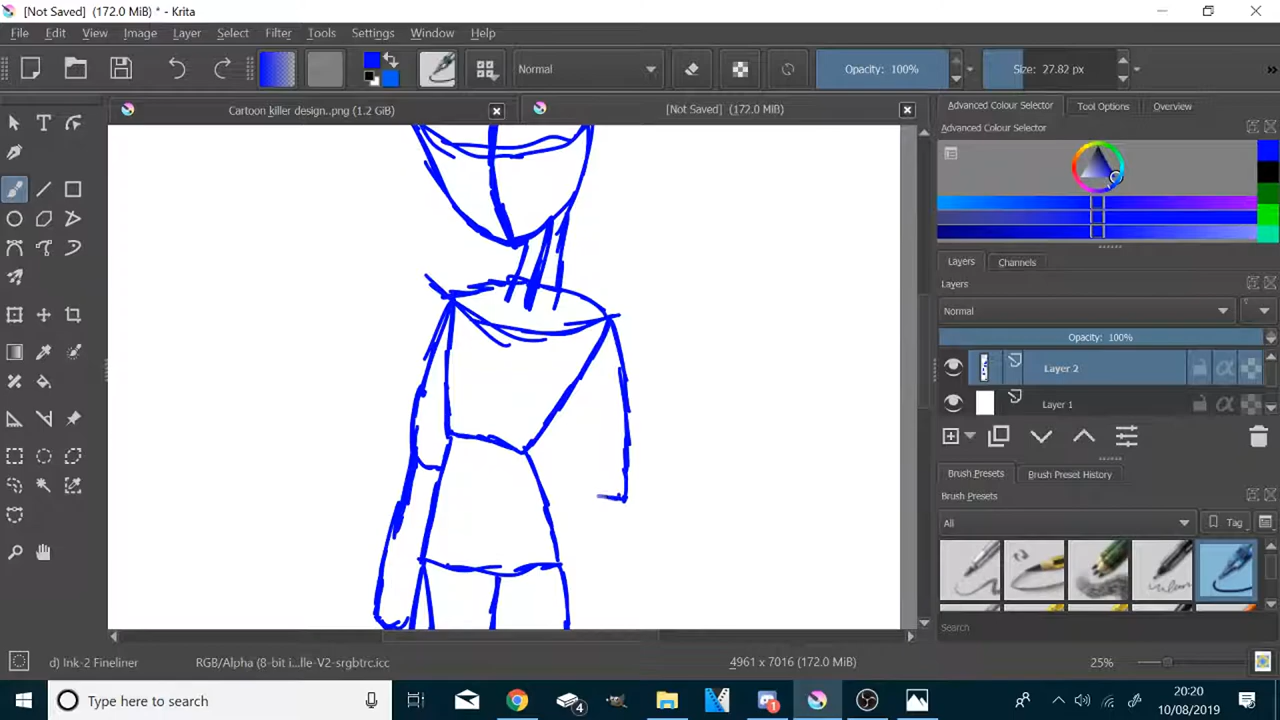 [Not Saved] (172.0 MiB) * - Krita
File Edit View Image Layer Select Filter Tools Settings Window Help
Normal Opacity: 100% Size: 27.82 px
Cartoon killer design..png (1.2 GiB) [Not Saved] (172.0 MiB)
Advanced Colour Selector Tool Options Overview
Advanced Colour Selector
Layers Channels
Layers
Normal
Opacity: 100%
Layer 2
Layer 1
Brush Presets Brush Preset History
Brush Presets
All Tag
Search
d) Ink-2 Fineliner RGB/Alpha (8-bit i...lle-V2-srgbtrc.icc 4961 x 7016 (172.0 MiB) 25%
Type here to search 4 1 20:20
10/08/2019